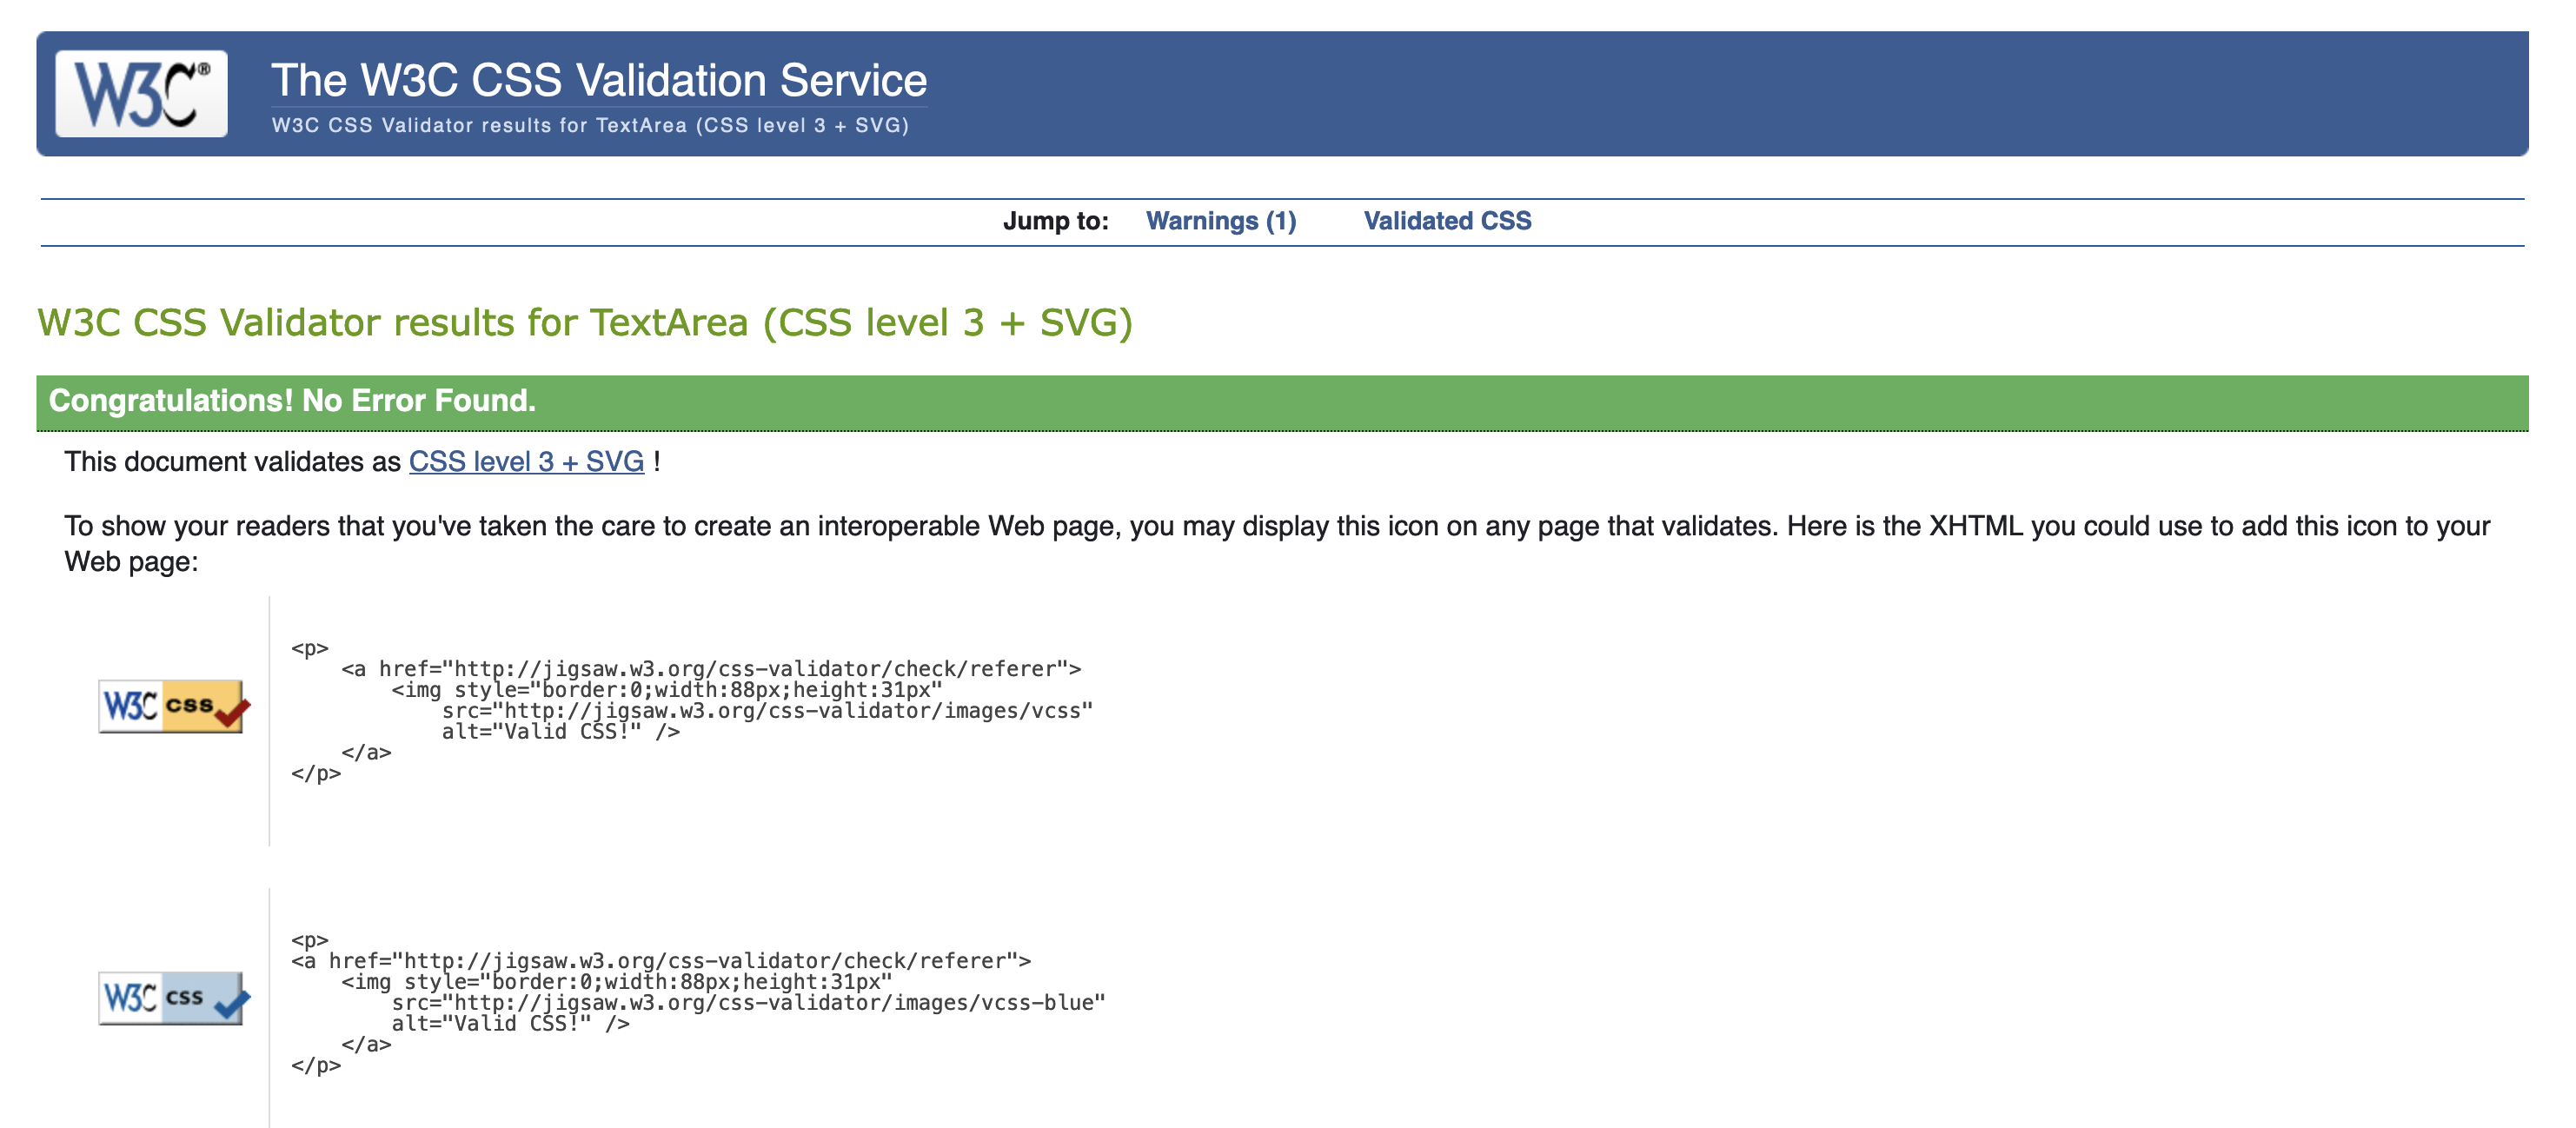 W3C®
The W3C CSS Validation Service
W3C CSS Validator results for TextArea (CSS level 3 + SVG)
Jump to: Warnings (1) Validated CSS
W3C CSS Validator results for TextArea (CSS level 3 + SVG)
Congratulations! No Error Found.
This document validates as CSS level 3 + SVG !
To show your readers that you've taken the care to create an interoperable Web page, you may display this icon on any page that validates. Here is the XHTML you could use to add this icon to your
Web page:
W3C css
<p>
    <a href="http://jigsaw.w3.org/css-validator/check/referer">
        <img style="border:0;width:88px;height:31px"
            src="http://jigsaw.w3.org/css-validator/images/vcss"
            alt="Valid CSS!" />
    </a>
</p>
W3C css
<p>
<a href="http://jigsaw.w3.org/css-validator/check/referer">
    <img style="border:0;width:88px;height:31px"
        src="http://jigsaw.w3.org/css-validator/images/vcss-blue"
        alt="Valid CSS!" />
    </a>
</p>